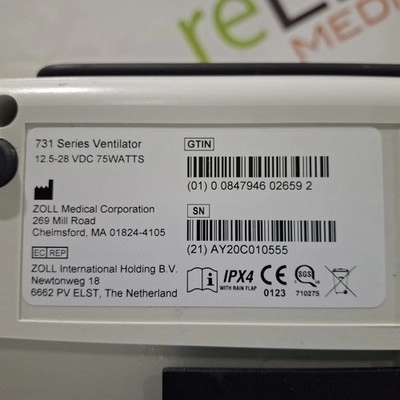 reL
MEDI
731 Series Ventilator
12.5-28 VDC 75WATTS
ZOLL Medical Corporation
269 Mill Road
Chelmsford, MA 01824-4105
EC REP
ZOLL International Holding B.V.
Newtonweg 18
6662 PV ELST, The Netherland
GTIN
(01) 0 0847946 02659 2
SN
(21) AY20C010555
i IPX4
WITH RAIN FLAP
CE
0123
SGS
710275